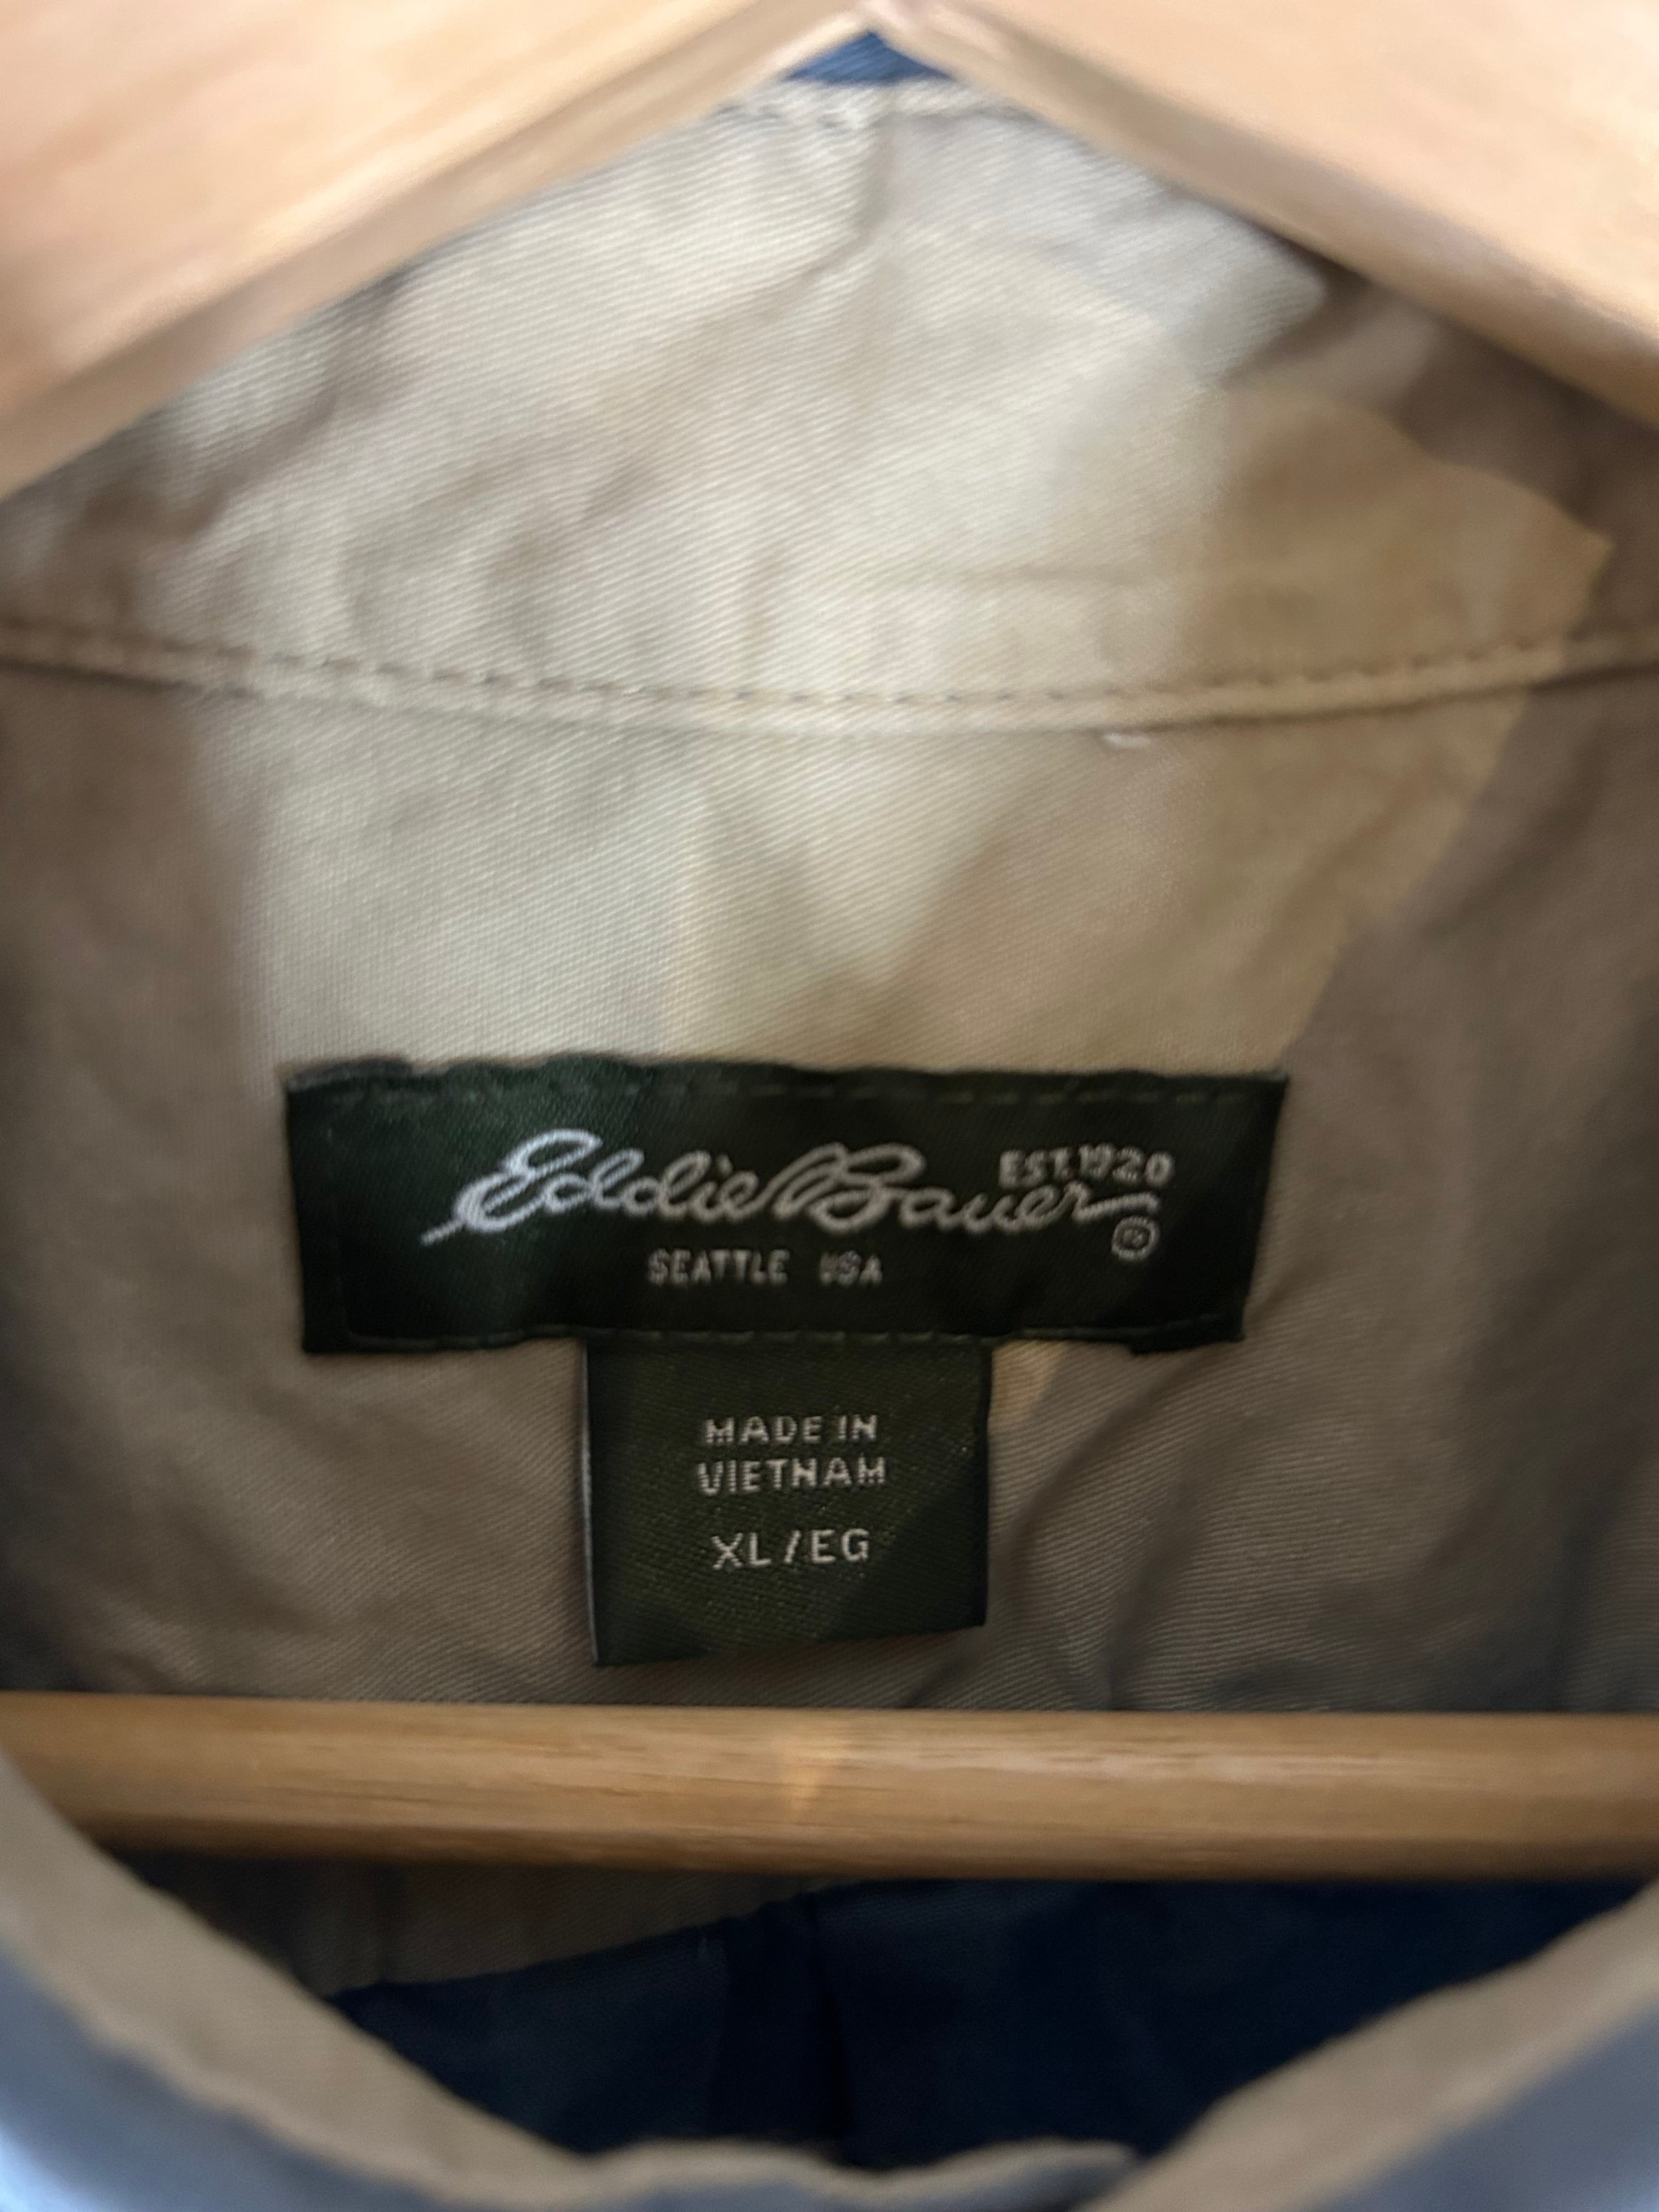 Eddie Bauer EST. 1920
®
SEATTLE USA
MADE IN
VIETNAM
XL/EG